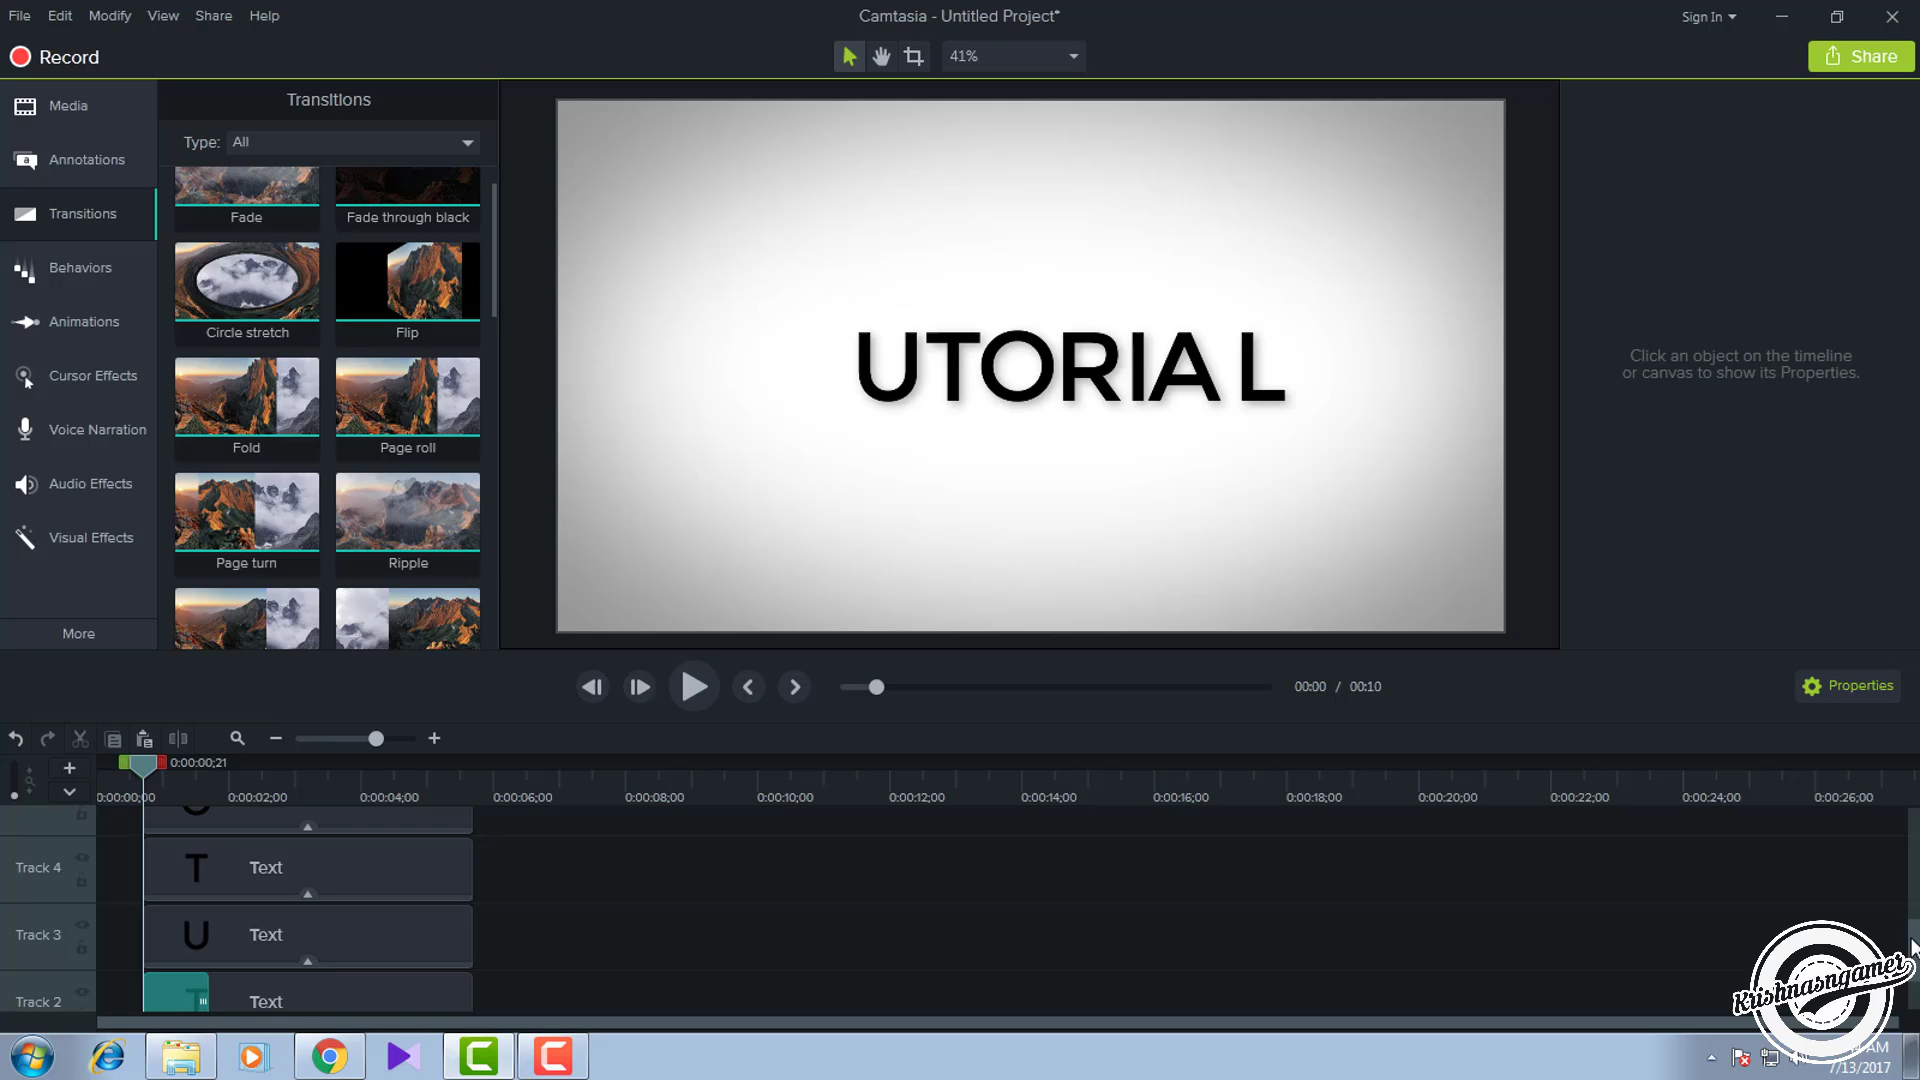 File Edit Modify View Share Help
Camtasia - Untitled Project*
Sign In
Record
41%
Share
Media
Annotations
Transitions
Behaviors
Animations
Cursor Effects
Voice Narration
Audio Effects
Visual Effects
More
Transitions
Type: All
Fade
Fade through black
Circle stretch
Flip
Fold
Page roll
Page turn
Ripple
UTORIA L
Click an object on the timeline
or canvas to show its Properties.
00:00 / 00:10
Properties
0:00:00;21
0:00:00;00 0:00:02;00 0:00:04;00 0:00:06;00 0:00:08;00 0:00:10;00 0:00:12;00 0:00:14;00 0:00:16;00 0:00:18;00 0:00:20;00 0:00:22;00 0:00:24;00 0:00:26;00
Track 4 T Text
Track 3 U Text
Track 2 T Text
Krishnasngamer
AM
7/13/2017